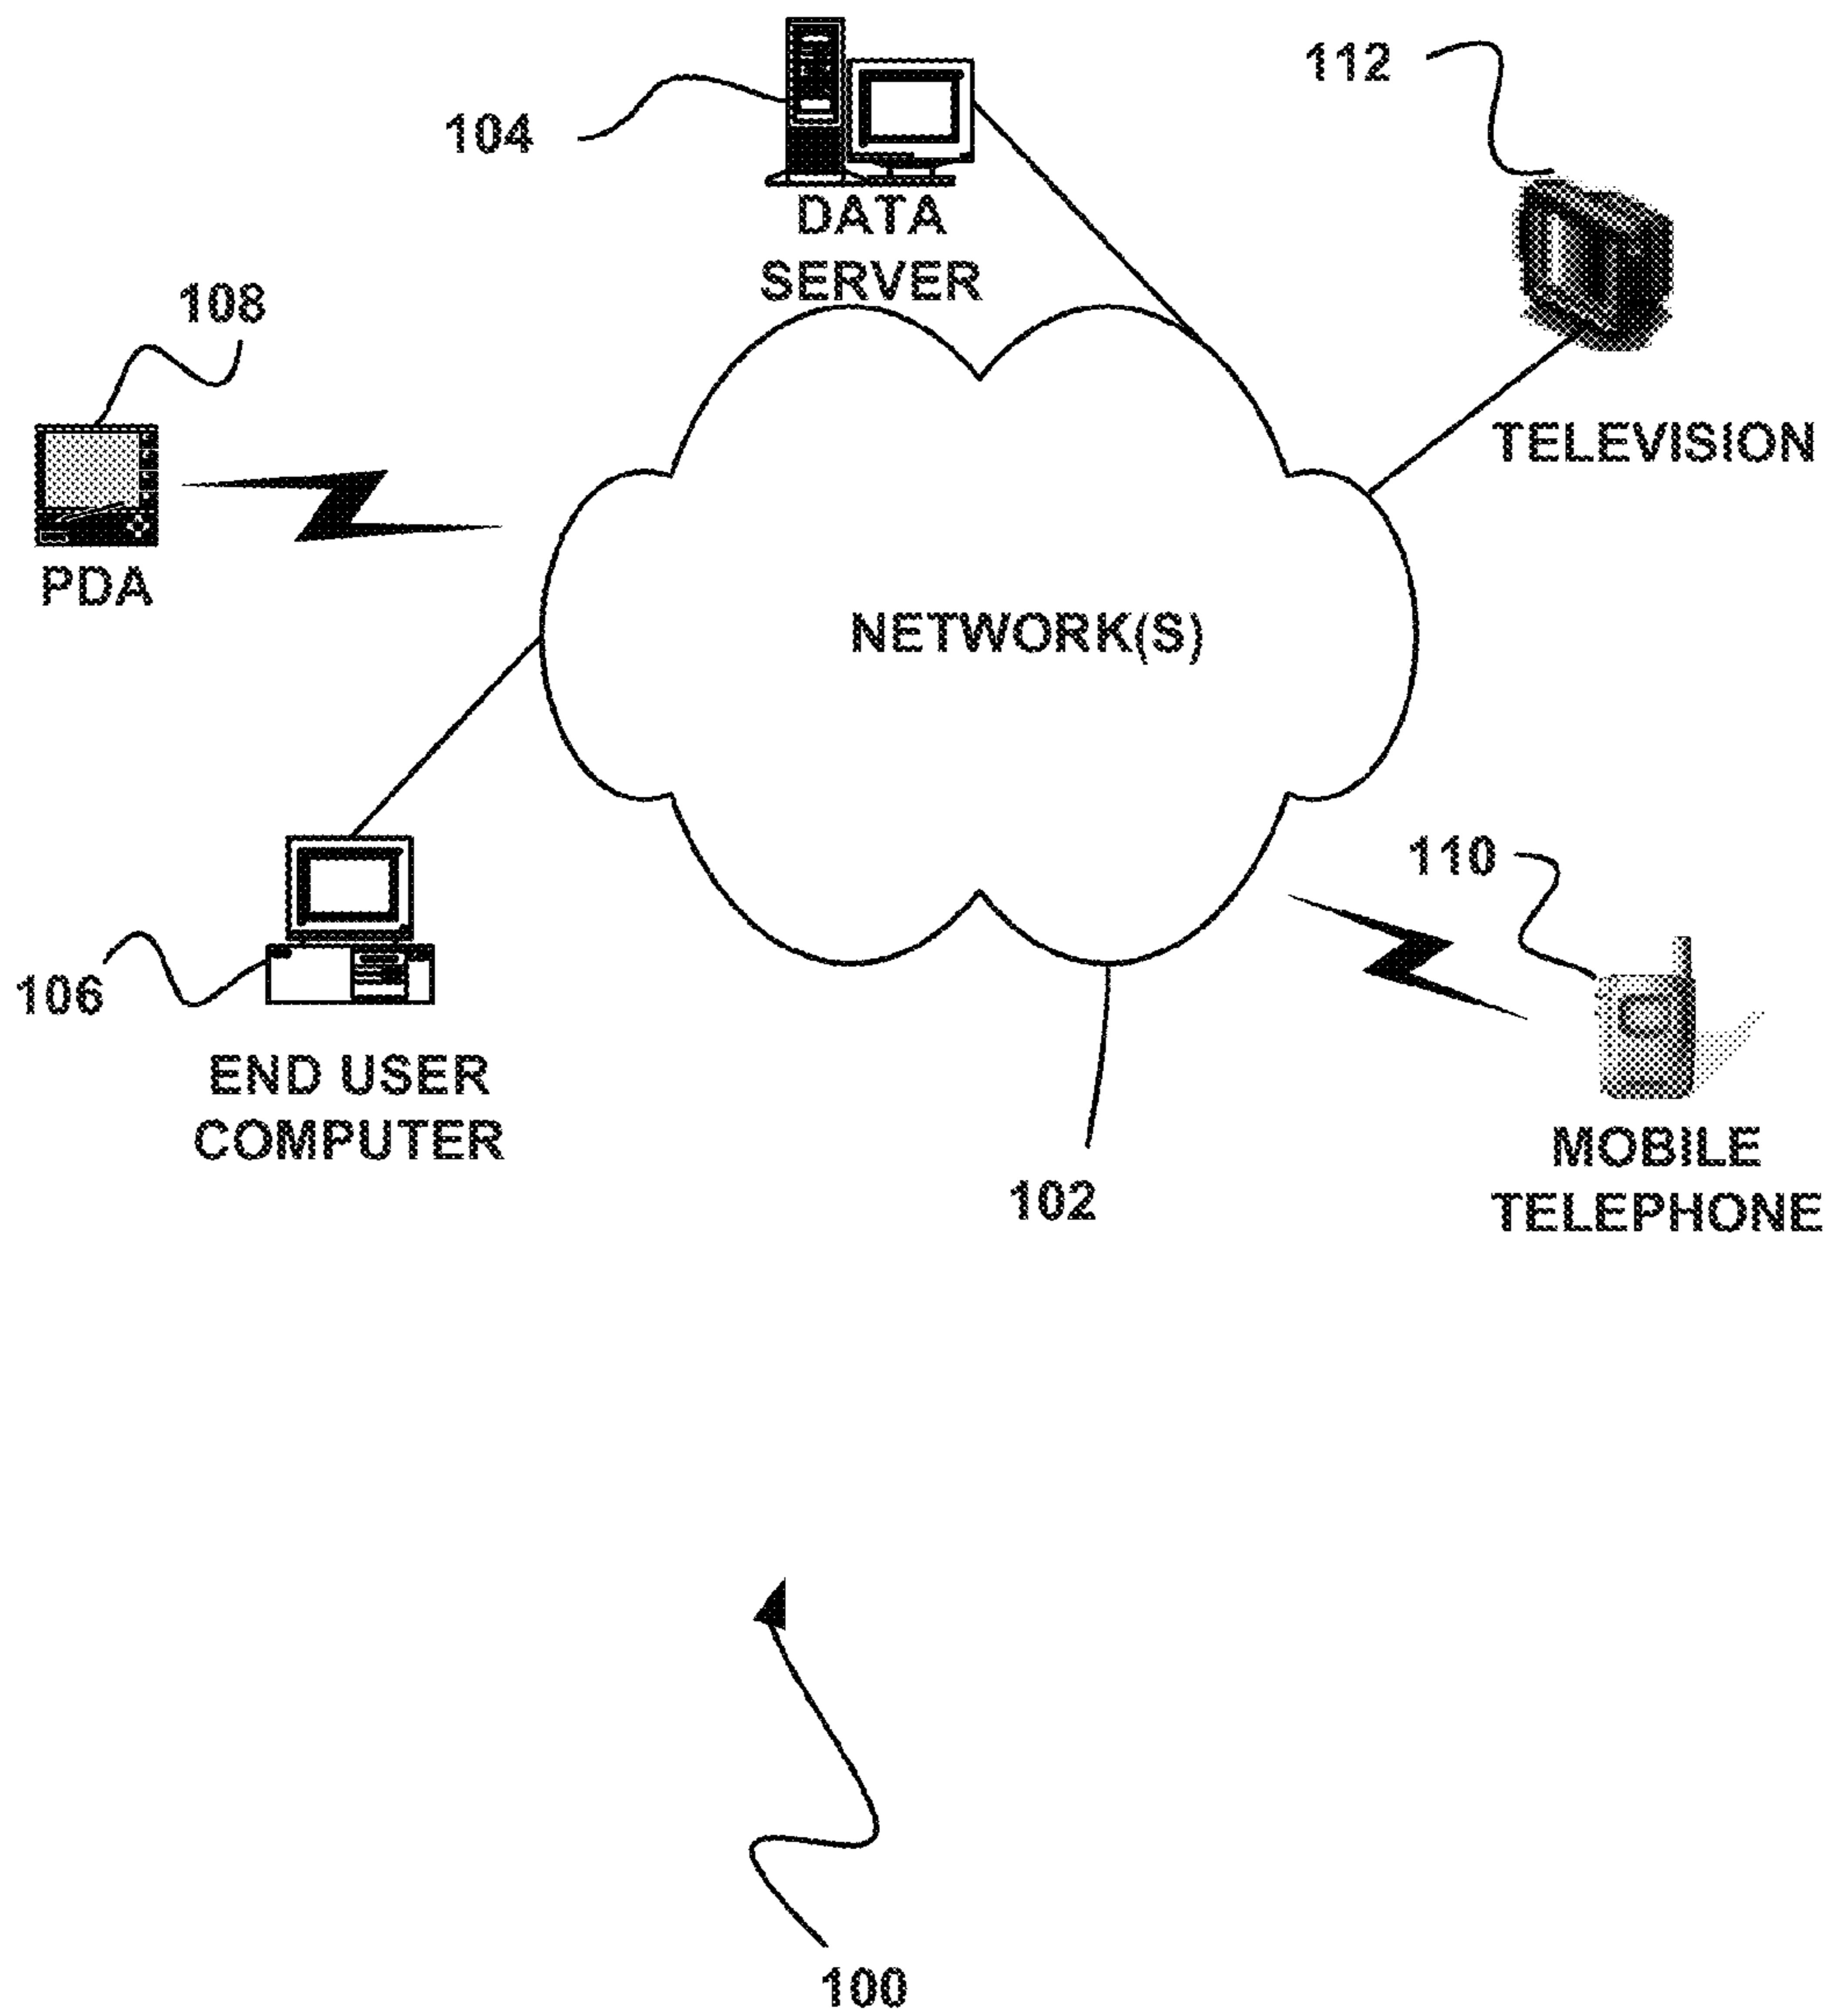 112
104
DATA
SERVER
108
TELEVISION
PDA
NETWORK(S)
110
106
END USER
COMPUTER
MOBILE
TELEPHONE
102
100